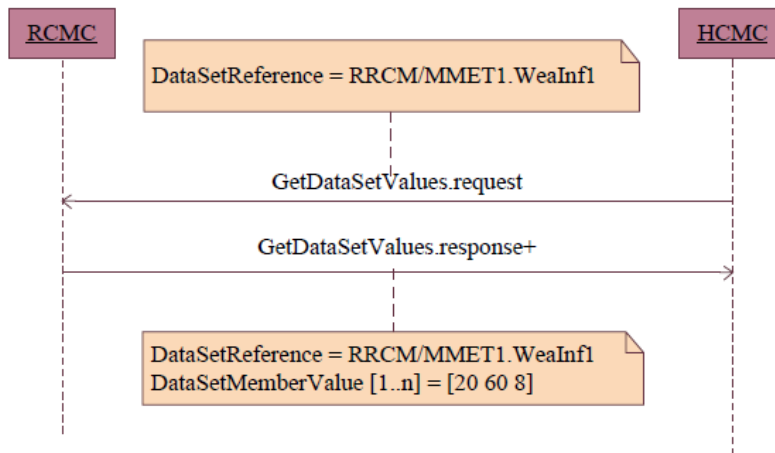 RCMC
HCMC
DataSetReference = RRCM/MMET1.WeaInf1
GetDataSetValues.request
GetDataSetValues.response+
DataSetReference = RRCM/MMET1.WeaInf1
DataSetMemberValue [1..n] = [20 60 8]